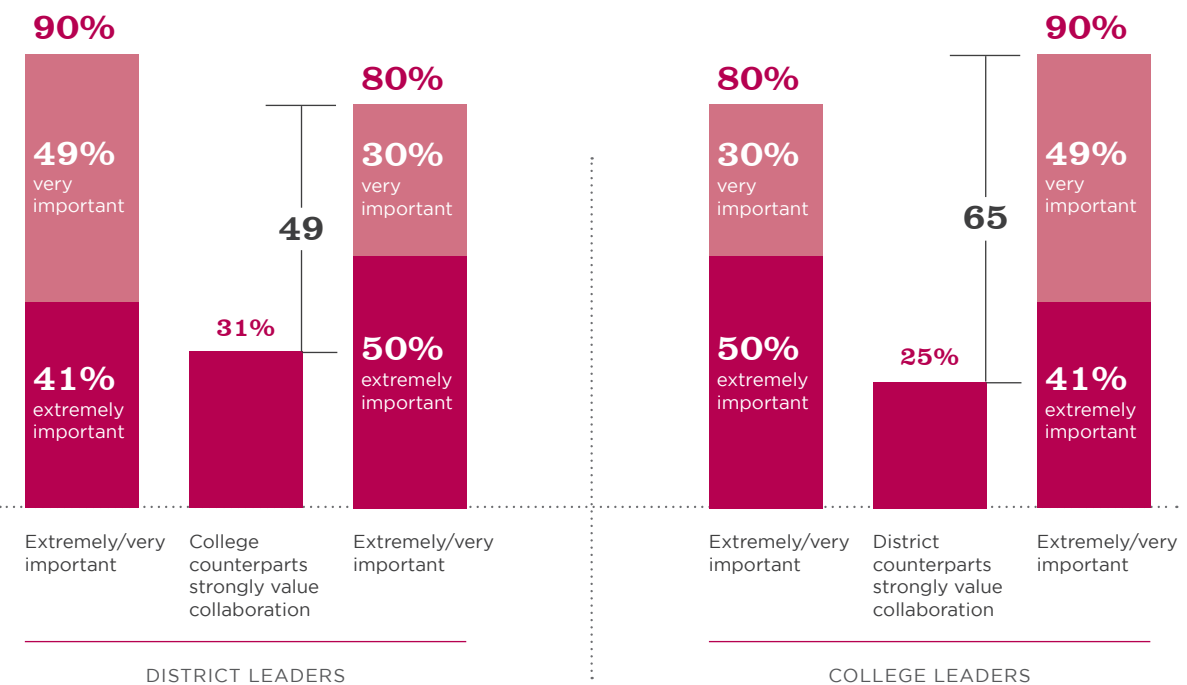 90%
49%
very
important
41%
extremely
important
31%
49
80%
30%
very
important
50%
extremely
important
Extremely/very
important
College
counterparts
strongly value
collaboration
Extremely/very
important
DISTRICT LEADERS
80%
30%
very
important
50%
extremely
important
25%
65
90%
49%
very
important
41%
extremely
important
Extremely/very
important
District
counterparts
strongly value
collaboration
Extremely/very
important
COLLEGE LEADERS